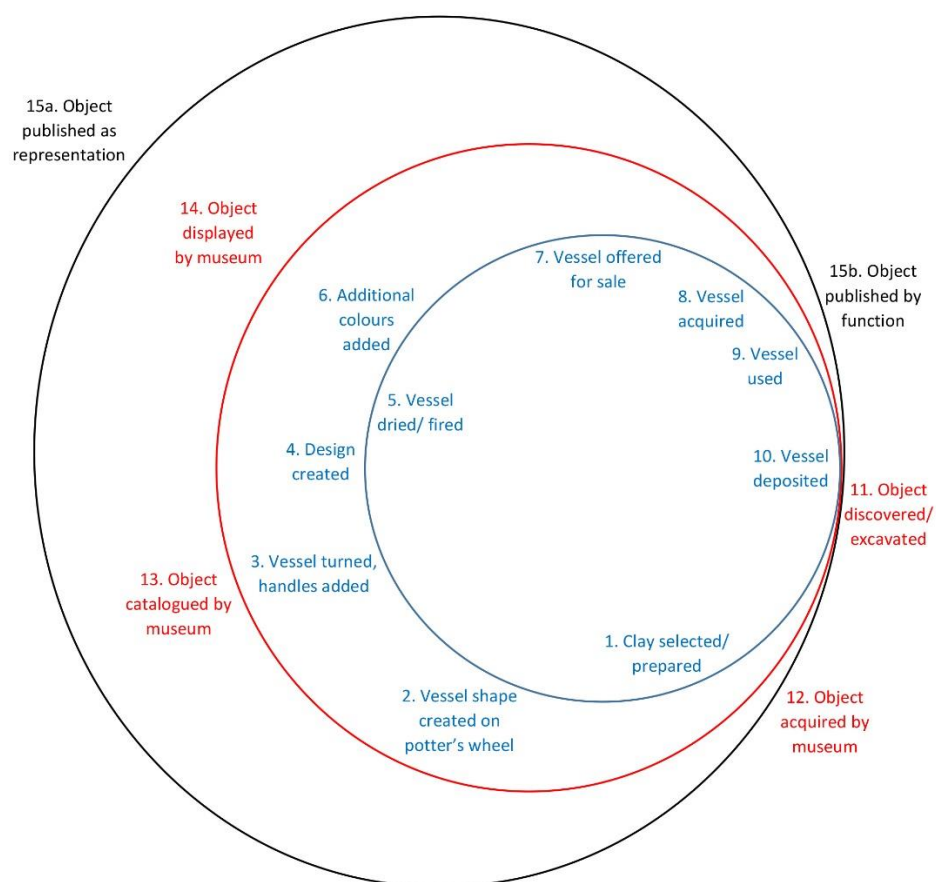 15a. Object
published as
representation
14. Object
displayed
by museum
7. Vessel offered
for sale
15b. Object
published by
function
6. Additional
colours
added
8. Vessel
acquired
9. Vessel
used
5. Vessel
dried/ fired
4. Design
created
10. Vessel
deposited
11. Object
discovered/
excavated
3. Vessel turned,
handles added
13. Object
catalogued by
museum
1. Clay selected/
prepared
2. Vessel shape
created on
potter’s wheel
12. Object
acquired by
museum